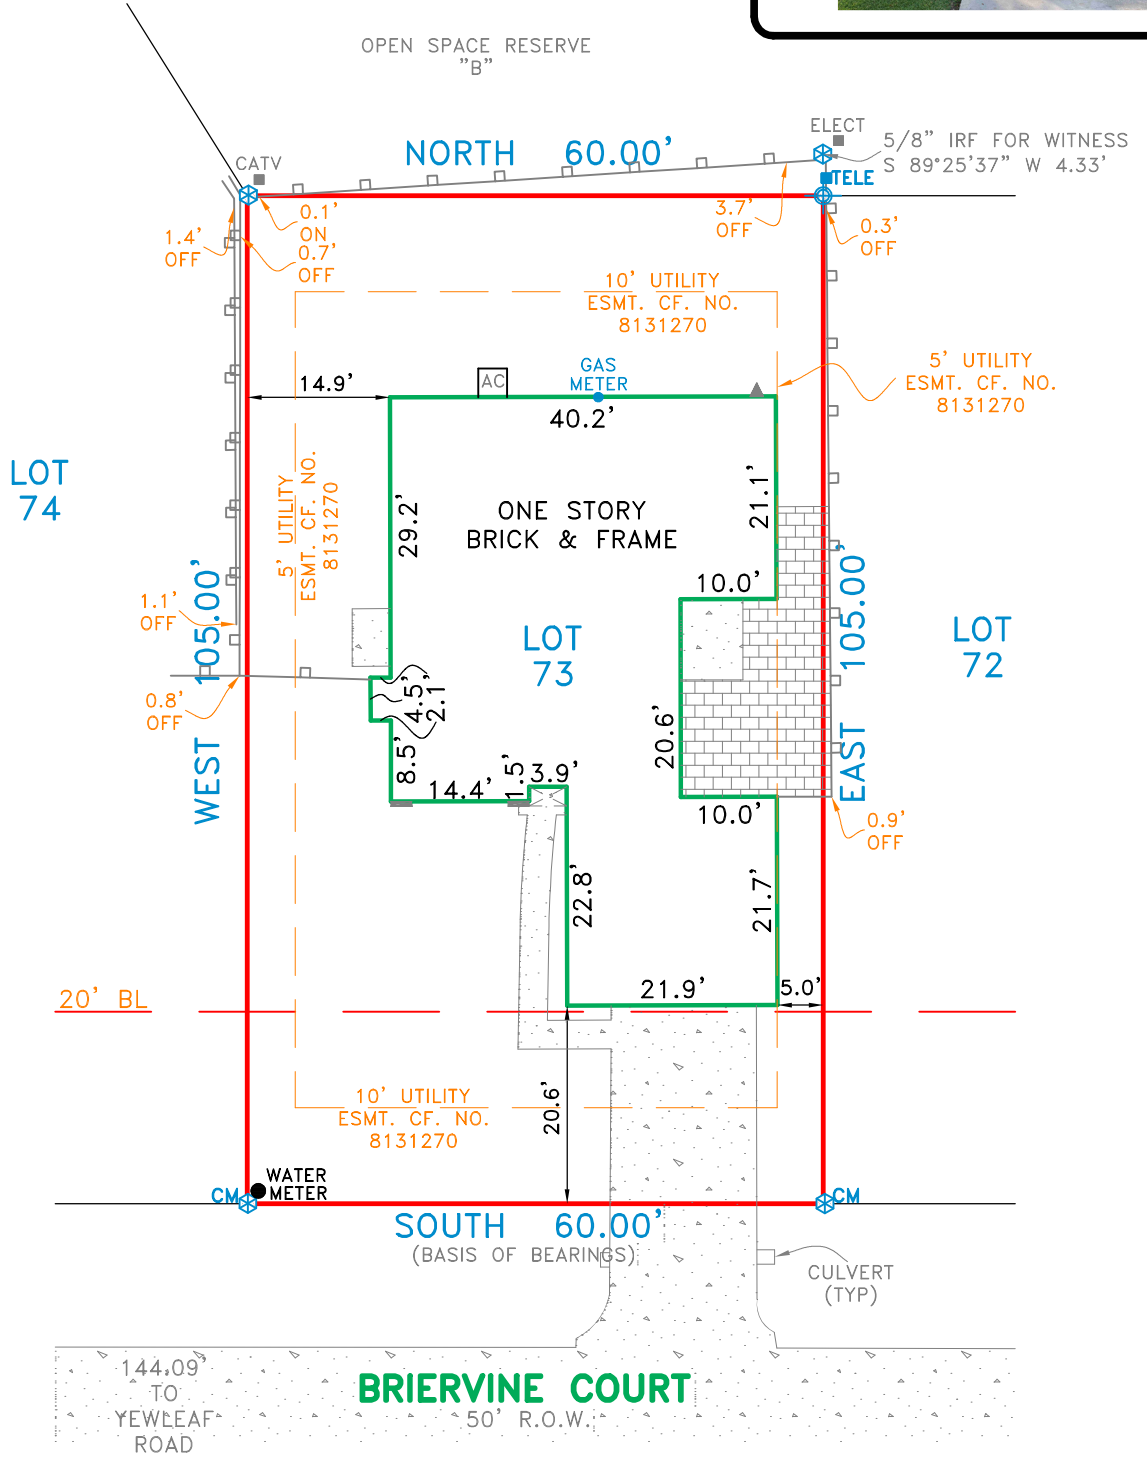 OPEN SPACE RESERVE
"B"
ELECT
5/8" IRF FOR WITNESS
S 89°25'37" W 4.33'
NORTH 60.00'
CATV
TELE
0.1'
ON
0.7'
OFF
1.4'
OFF
3.7'
OFF
0.3'
OFF
10' UTILITY
ESMT. CF. NO.
8131270
5' UTILITY
ESMT. CF. NO.
8131270
GAS
METER
AC
14.9'
40.2'
LOT
74
5' UTILITY
ESMT. CF. NO.
8131270
29.2'
ONE STORY
BRICK & FRAME
21.1'
10.0'
WEST 105.00'
EAST 105.00'
1.1'
OFF
LOT
73
LOT
72
0.8'
OFF
4.5'
2.1'
8.5'
20.6'
14.4'
1.5'
3.9'
10.0'
0.9'
OFF
22.8'
21.7'
20' BL
21.9'
5.0'
10' UTILITY
ESMT. CF. NO.
8131270
20.6'
WATER
METER
CM
CM
SOUTH 60.00'
(BASIS OF BEARINGS)
CULVERT
(TYP)
144.09'
TO
YEWLEAF
ROAD
BRIERVINE COURT
50' R.O.W.